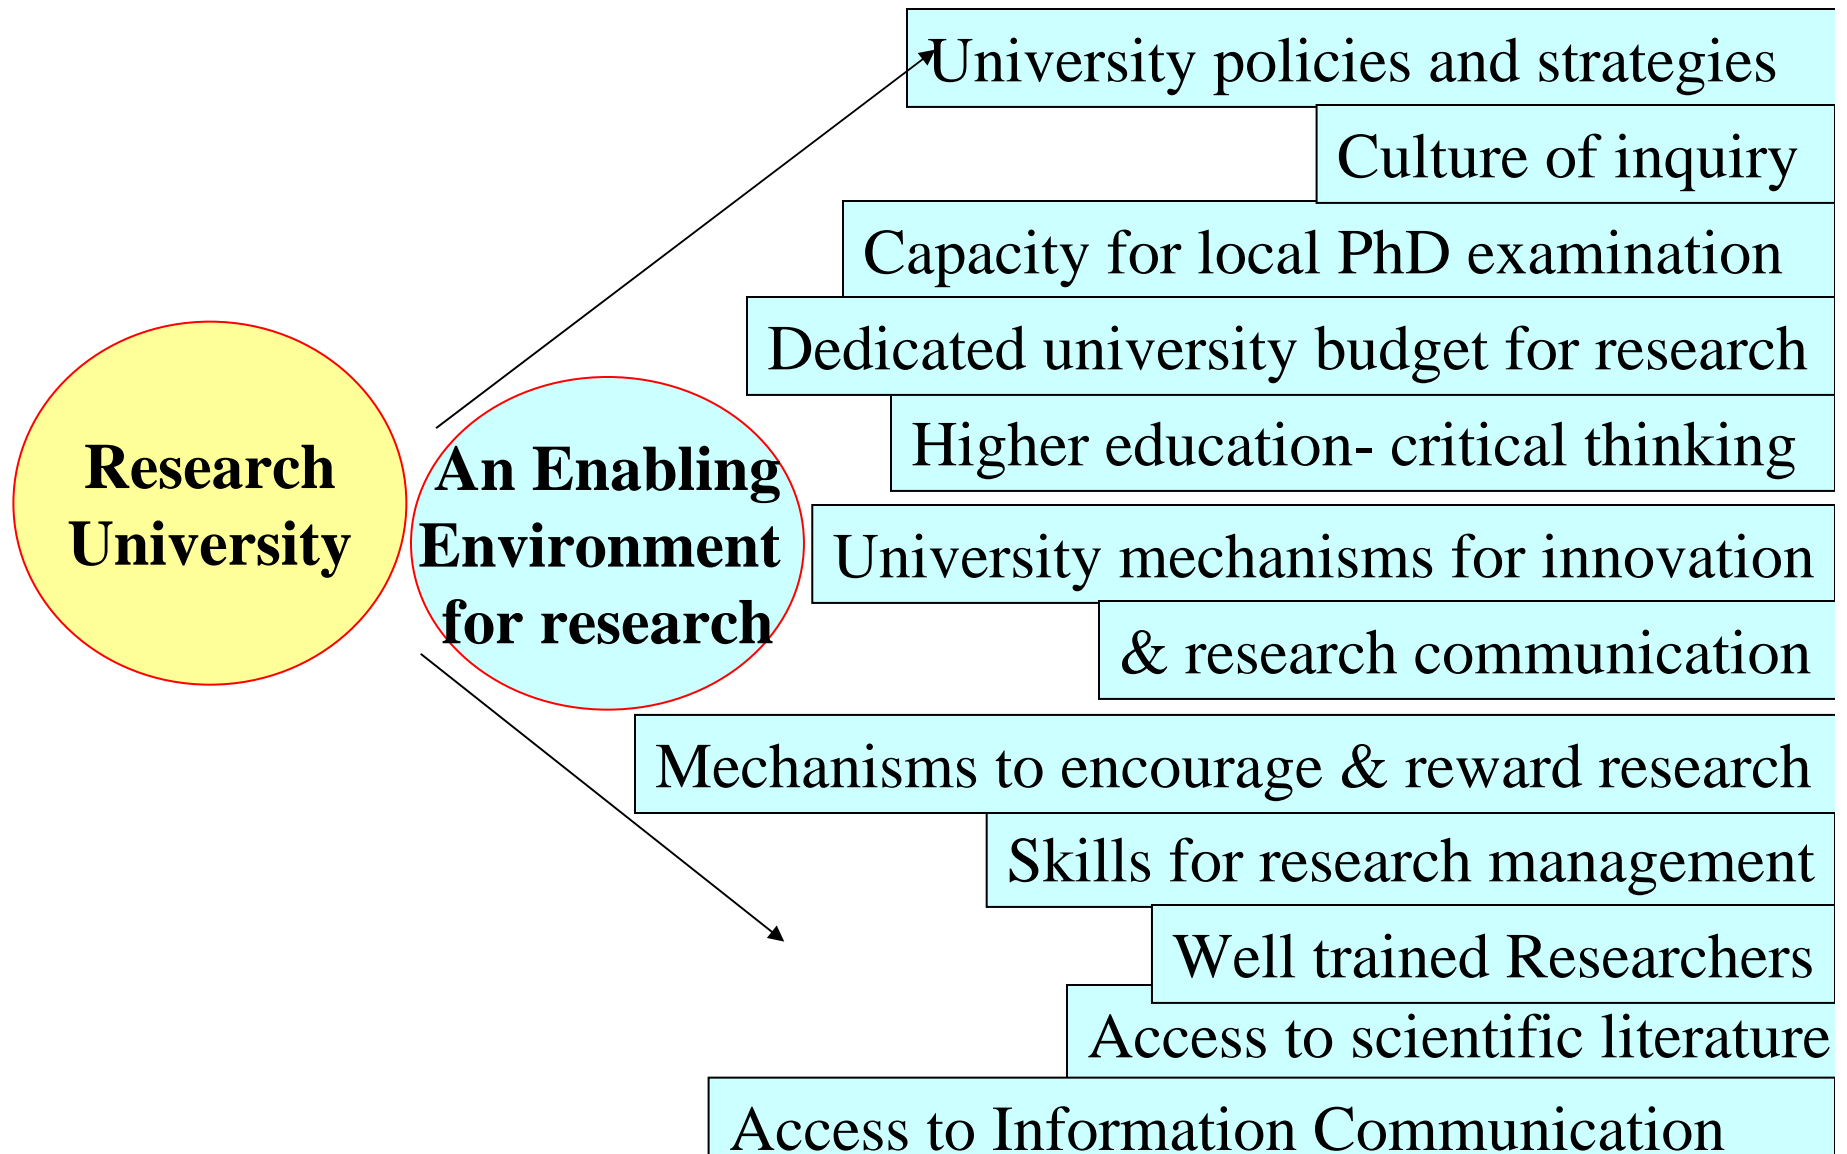 Research
University
An Enabling
Environment
for research
University policies and strategies
Culture of inquiry
Capacity for local PhD examination
Dedicated university budget for research
Higher education- critical thinking
University mechanisms for innovation
& research communication
Mechanisms to encourage & reward research
Skills for research management
Well trained Researchers
Access to scientific literature
Access to Information Communication